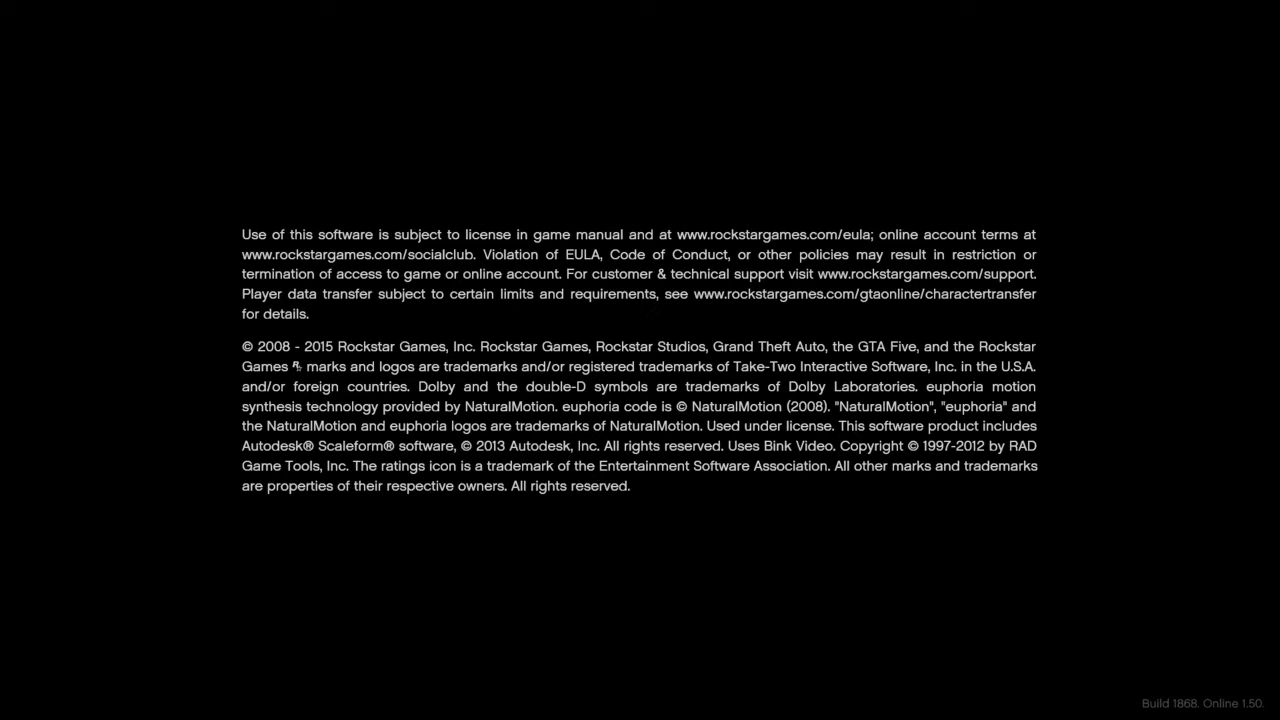 Use of this software is subject to license in game manual and at www.rockstargames.com/eula; online account terms at
www.rockstargames.com/socialclub. Violation of EULA, Code of Conduct, or other policies may result in restriction or
termination of access to game or online account. For customer & technical support visit www.rockstargames.com/support.
Player data transfer subject to certain limits and requirements, see www.rockstargames.com/gtaonline/charactertransfer
for details.
© 2008 - 2015 Rockstar Games, Inc. Rockstar Games, Rockstar Studios, Grand Theft Auto, the GTA Five, and the Rockstar
Games R* marks and logos are trademarks and/or registered trademarks of Take-Two Interactive Software, Inc. in the U.S.A.
and/or foreign countries. Dolby and the double-D symbols are trademarks of Dolby Laboratories. euphoria motion
synthesis technology provided by NaturalMotion. euphoria code is © NaturalMotion (2008). "NaturalMotion", "euphoria" and
the NaturalMotion and euphoria logos are trademarks of NaturalMotion. Used under license. This software product includes
Autodesk® Scaleform® software, © 2013 Autodesk, Inc. All rights reserved. Uses Bink Video. Copyright © 1997-2012 by RAD
Game Tools, Inc. The ratings icon is a trademark of the Entertainment Software Association. All other marks and trademarks
are properties of their respective owners. All rights reserved.
Build 1868. Online 1.50.